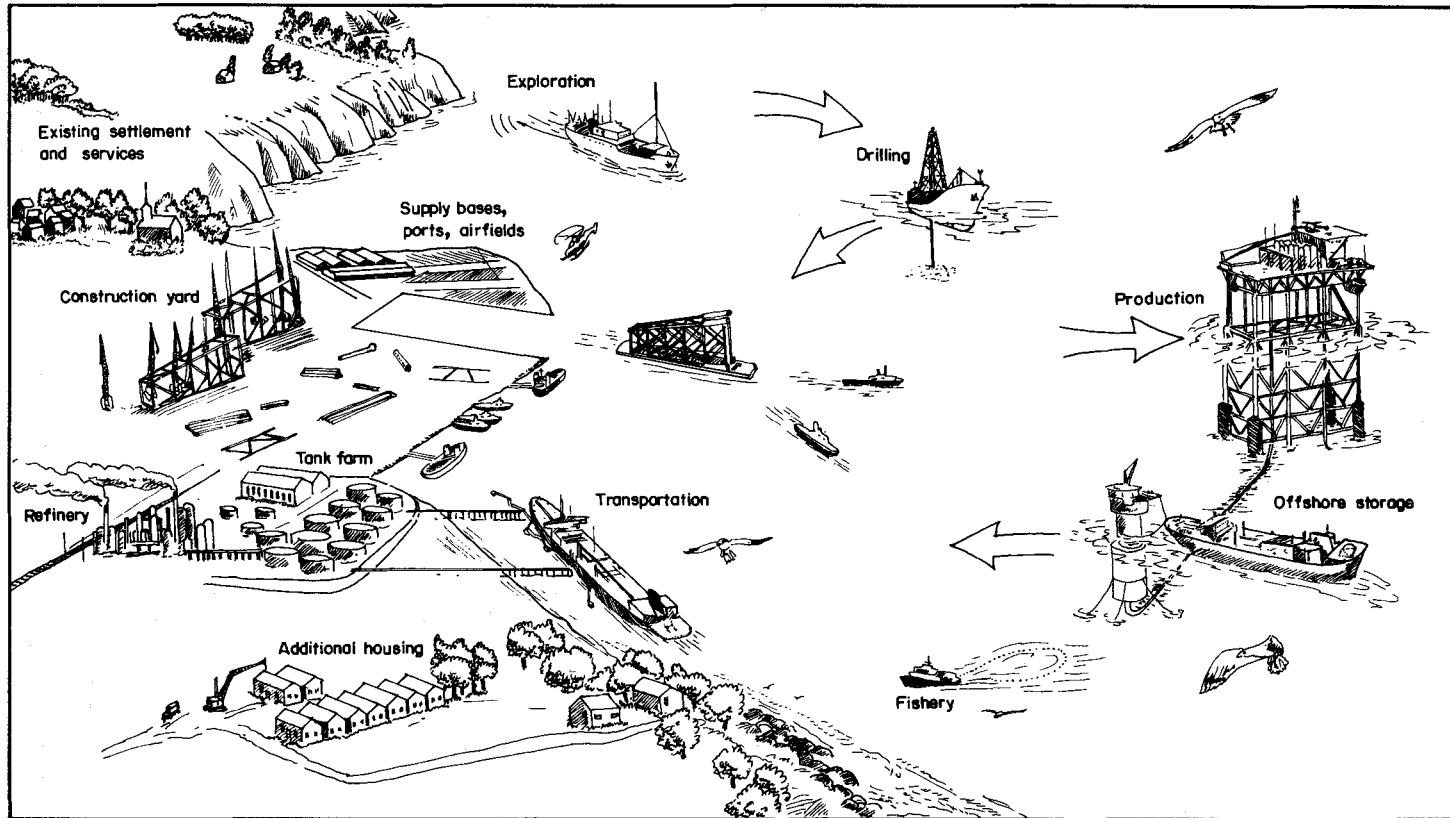 Exploration
Existing settlement
and services
Drilling
Supply bases,
ports, airfields
Construction yard
Production
Tank farm
Refinery
Transportation
Offshore storage
Additional housing
Fishery